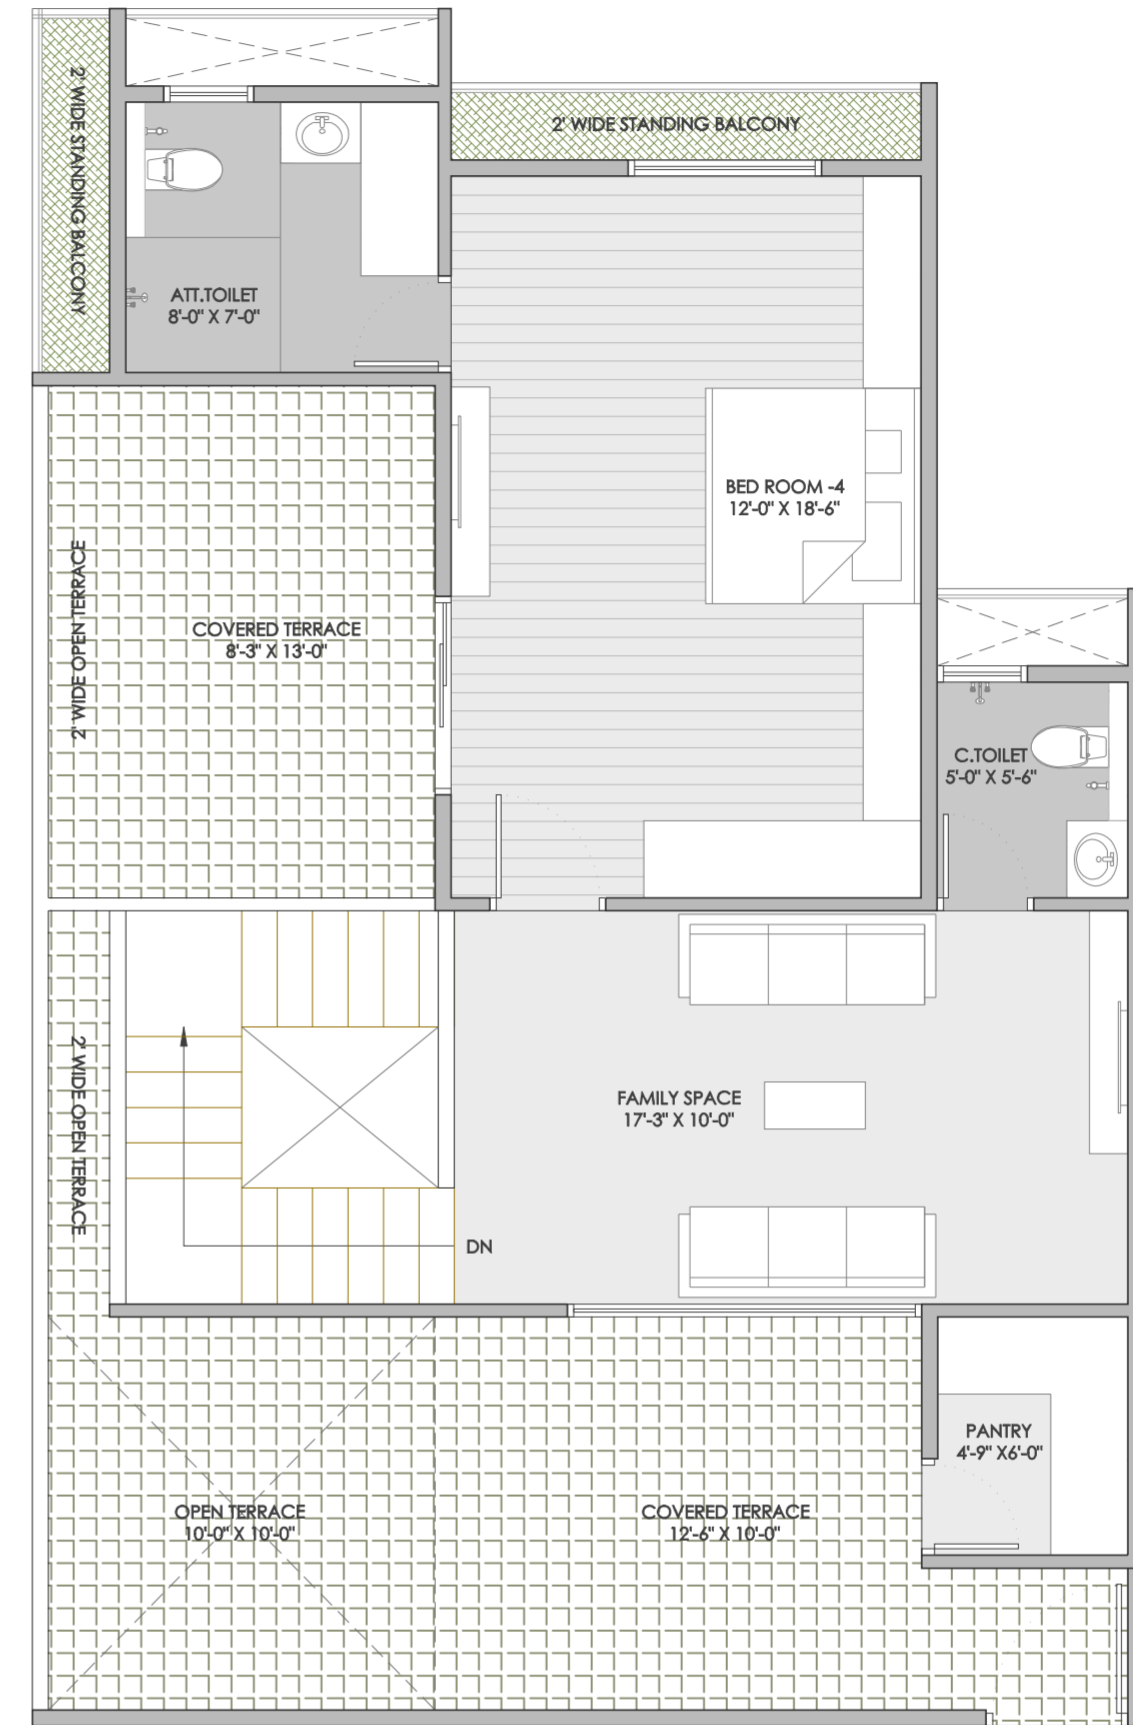 2' WIDE STANDING BALCONY
2' WIDE STANDING BALCONY
ATT.TOILET
8'-0" X 7'-0"
BED ROOM -4
12'-0" X 18'-6"
2' WIDE OPEN TERRACE
COVERED TERRACE
8'-3" X 13'-0"
C.TOILET
5'-0" X 5'-6"
2' WIDE OPEN TERRACE
FAMILY SPACE
17'-3" X 10'-0"
DN
PANTRY
4'-9" X6'-0"
OPEN TERRACE
10'-0" X 10'-0"
COVERED TERRACE
12'-6" X 10'-0"